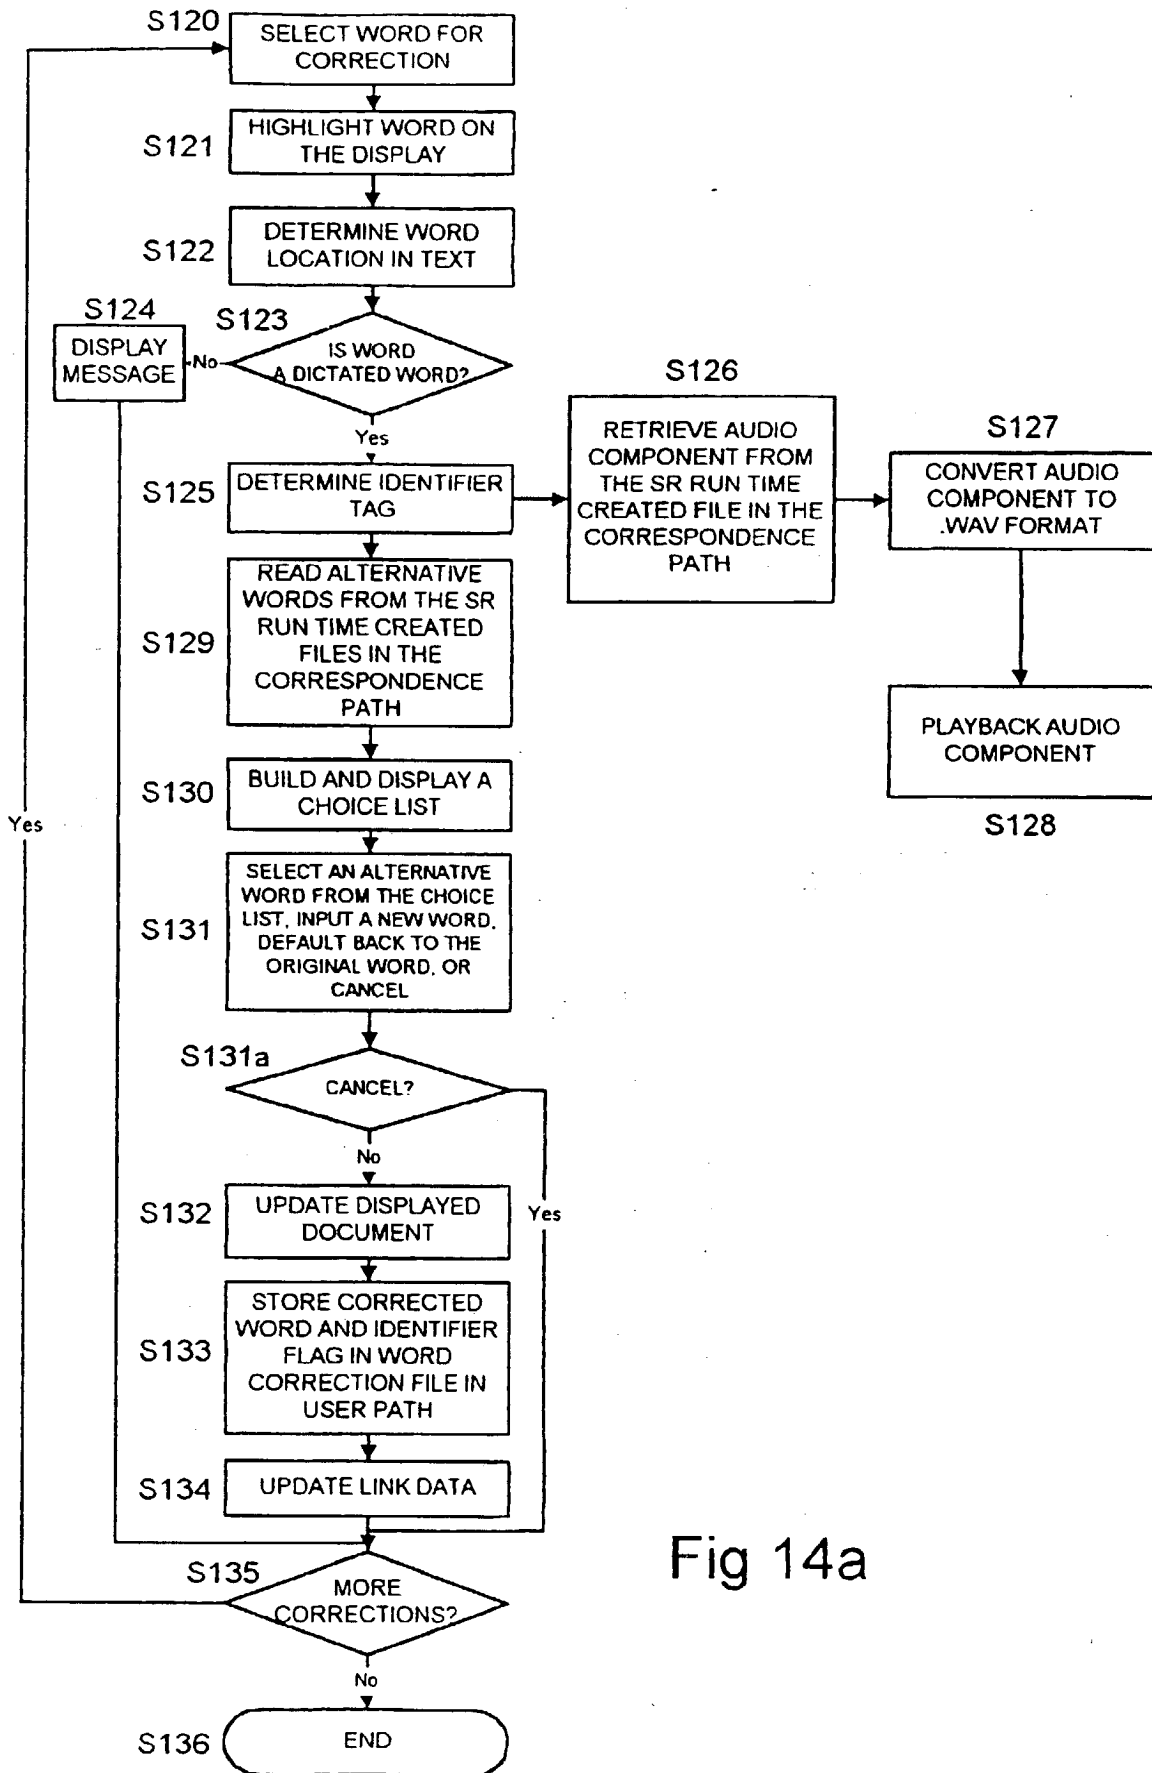 S120
SELECT WORD FOR
CORRECTION
S121
HIGHLIGHT WORD ON
THE DISPLAY
S122
DETERMINE WORD
LOCATION IN TEXT
S124
DISPLAY
MESSAGE
No
S123
IS WORD
A DICTATED WORD?
Yes
S125
DETERMINE IDENTIFIER
TAG
S126
RETRIEVE AUDIO
COMPONENT FROM
THE SR RUN TIME
CREATED FILE IN THE
CORRESPONDENCE
PATH
S127
CONVERT AUDIO
COMPONENT TO
.WAV FORMAT
PLAYBACK AUDIO
COMPONENT
S128
S129
READ ALTERNATIVE
WORDS FROM THE SR
RUN TIME CREATED
FILES IN THE
CORRESPONDENCE
PATH
S130
BUILD AND DISPLAY A
CHOICE LIST
Yes
S131
SELECT AN ALTERNATIVE
WORD FROM THE CHOICE
LIST, INPUT A NEW WORD,
DEFAULT BACK TO THE
ORIGINAL WORD, OR
CANCEL
S131a
CANCEL?
No
Yes
S132
UPDATE DISPLAYED
DOCUMENT
S133
STORE CORRECTED
WORD AND IDENTIFIER
FLAG IN WORD
CORRECTION FILE IN
USER PATH
S134
UPDATE LINK DATA
S135
MORE
CORRECTIONS?
No
S136
END
Fig 14a